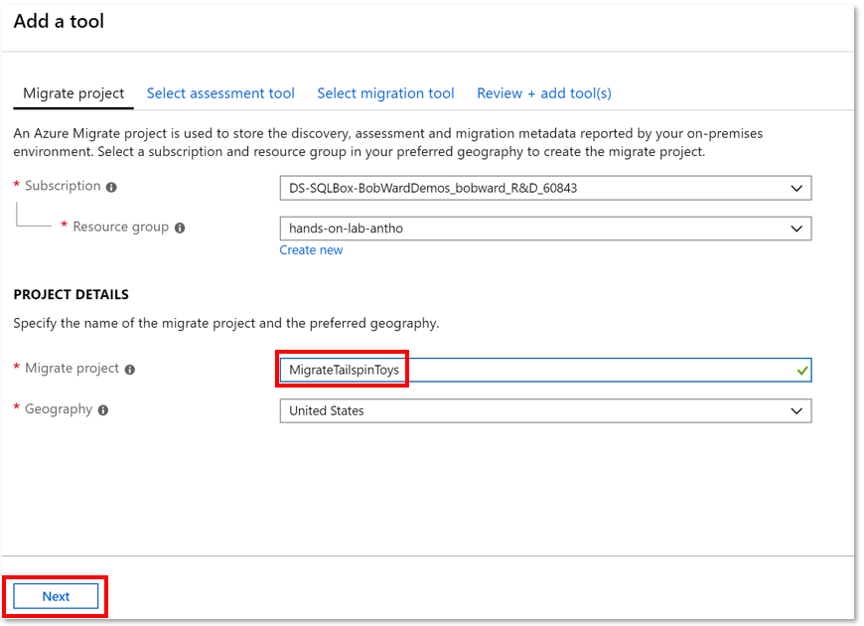 Add a tool
Migrate project Select assessment tool Select migration tool Review + add tool(s)
An Azure Migrate project is used to store the discovery, assessment and migration metadata reported by your on-premises
environment. Select a subscription and resource group in your preferred geography to create the migrate project.
* Subscription DS-SQLBox-BobWardDemos_bobward_R&D_60843
* Resource group hands-on-lab-antho
Create new
PROJECT DETAILS
Specify the name of the migrate project and the preferred geography.
* Migrate project MigrateTailspinToys
* Geography United States
Next